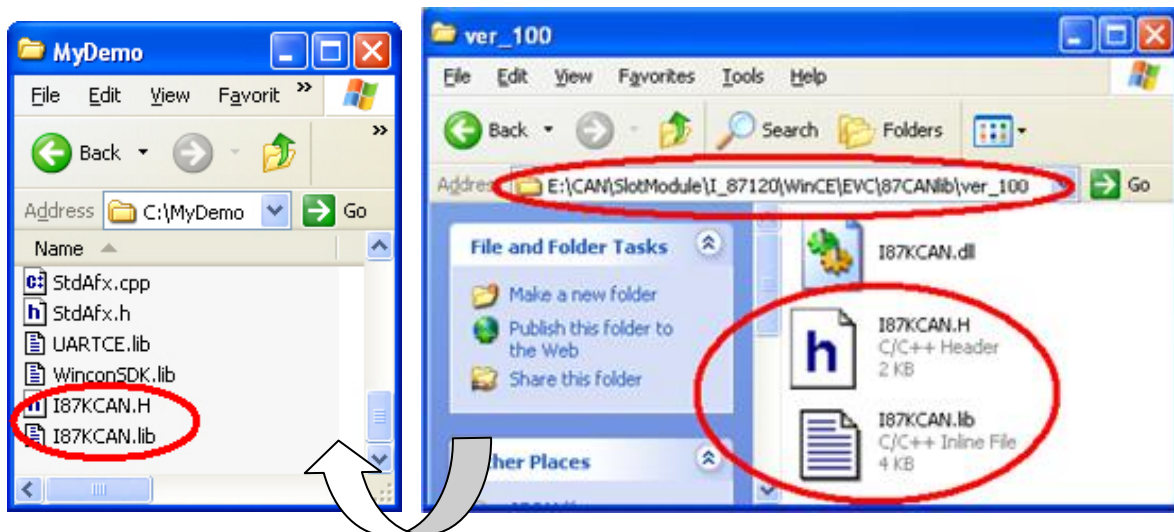 MyDemo
File Edit View Favorit »
Back »
Address C:\MyDemo Go
Name
StdAfx.cpp
StdAfx.h
UARTCE.lib
WinconSDK.lib
I87KCAN.H
I87KCAN.lib
ver_100
File Edit View Favorites Tools Help
Back Search Folders
Address E:\CAN\SlotModule\I_87120\WinCE\EVC\87CANlib\ver_100 Go
File and Folder Tasks
Make a new folder
Publish this folder to
the Web
Share this folder
Other Places
I87KCAN.dll
I87KCAN.H
C/C++ Header
2 KB
I87KCAN.lib
C/C++ Inline File
4 KB